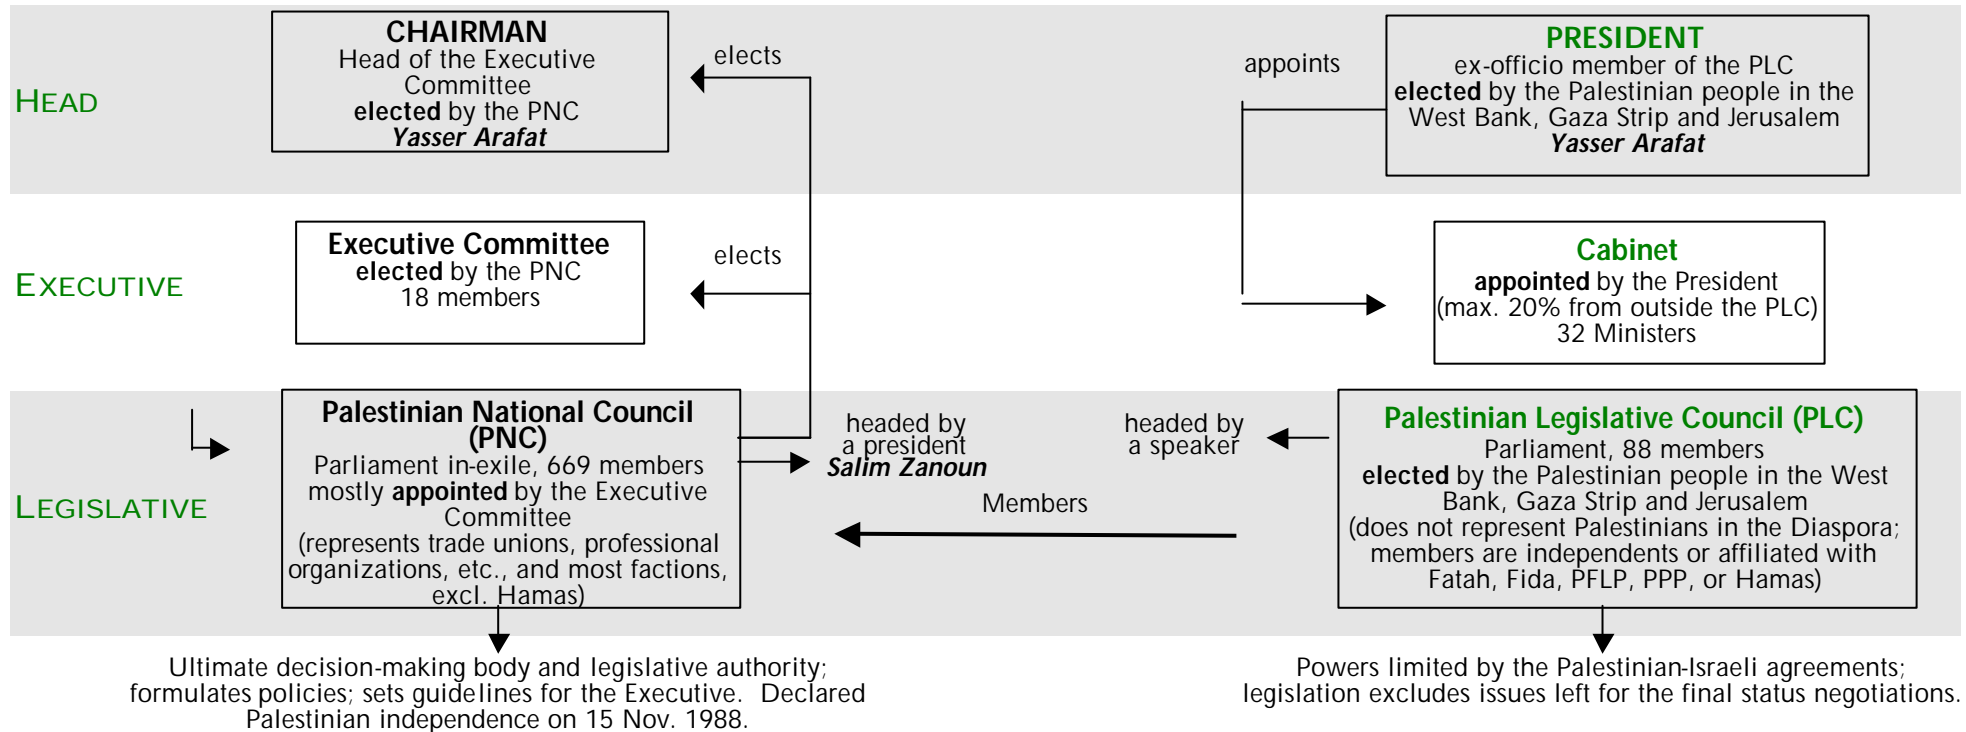 HEAD
CHAIRMAN
Head of the Executive
Committee
elected by the PNC
Yasser Arafat
elects
appoints
PRESIDENT
ex-officio member of the PLC
elected by the Palestinian people in the
West Bank, Gaza Strip and Jerusalem
Yasser Arafat
EXECUTIVE
Executive Committee
elected by the PNC
18 members
elects
Cabinet
appointed by the President
(max. 20% from outside the PLC)
32 Ministers
LEGISLATIVE
Palestinian National Council
(PNC)
Parliament in-exile, 669 members
mostly appointed by the Executive
Committee
(represents trade unions, professional
organizations, etc., and most factions,
excl. Hamas)
headed by
a president
Salim Zanoun
headed by
a speaker
Members
Palestinian Legislative Council (PLC)
Parliament, 88 members
elected by the Palestinian people in the West
Bank, Gaza Strip and Jerusalem
(does not represent Palestinians in the Diaspora;
members are independents or affiliated with
Fatah, Fida, PFLP, PPP, or Hamas)
Ultimate decision-making body and legislative authority;
formulates policies; sets guidelines for the Executive. Declared
Palestinian independence on 15 Nov. 1988.
Powers limited by the Palestinian-Israeli agreements;
legislation excludes issues left for the final status negotiations.